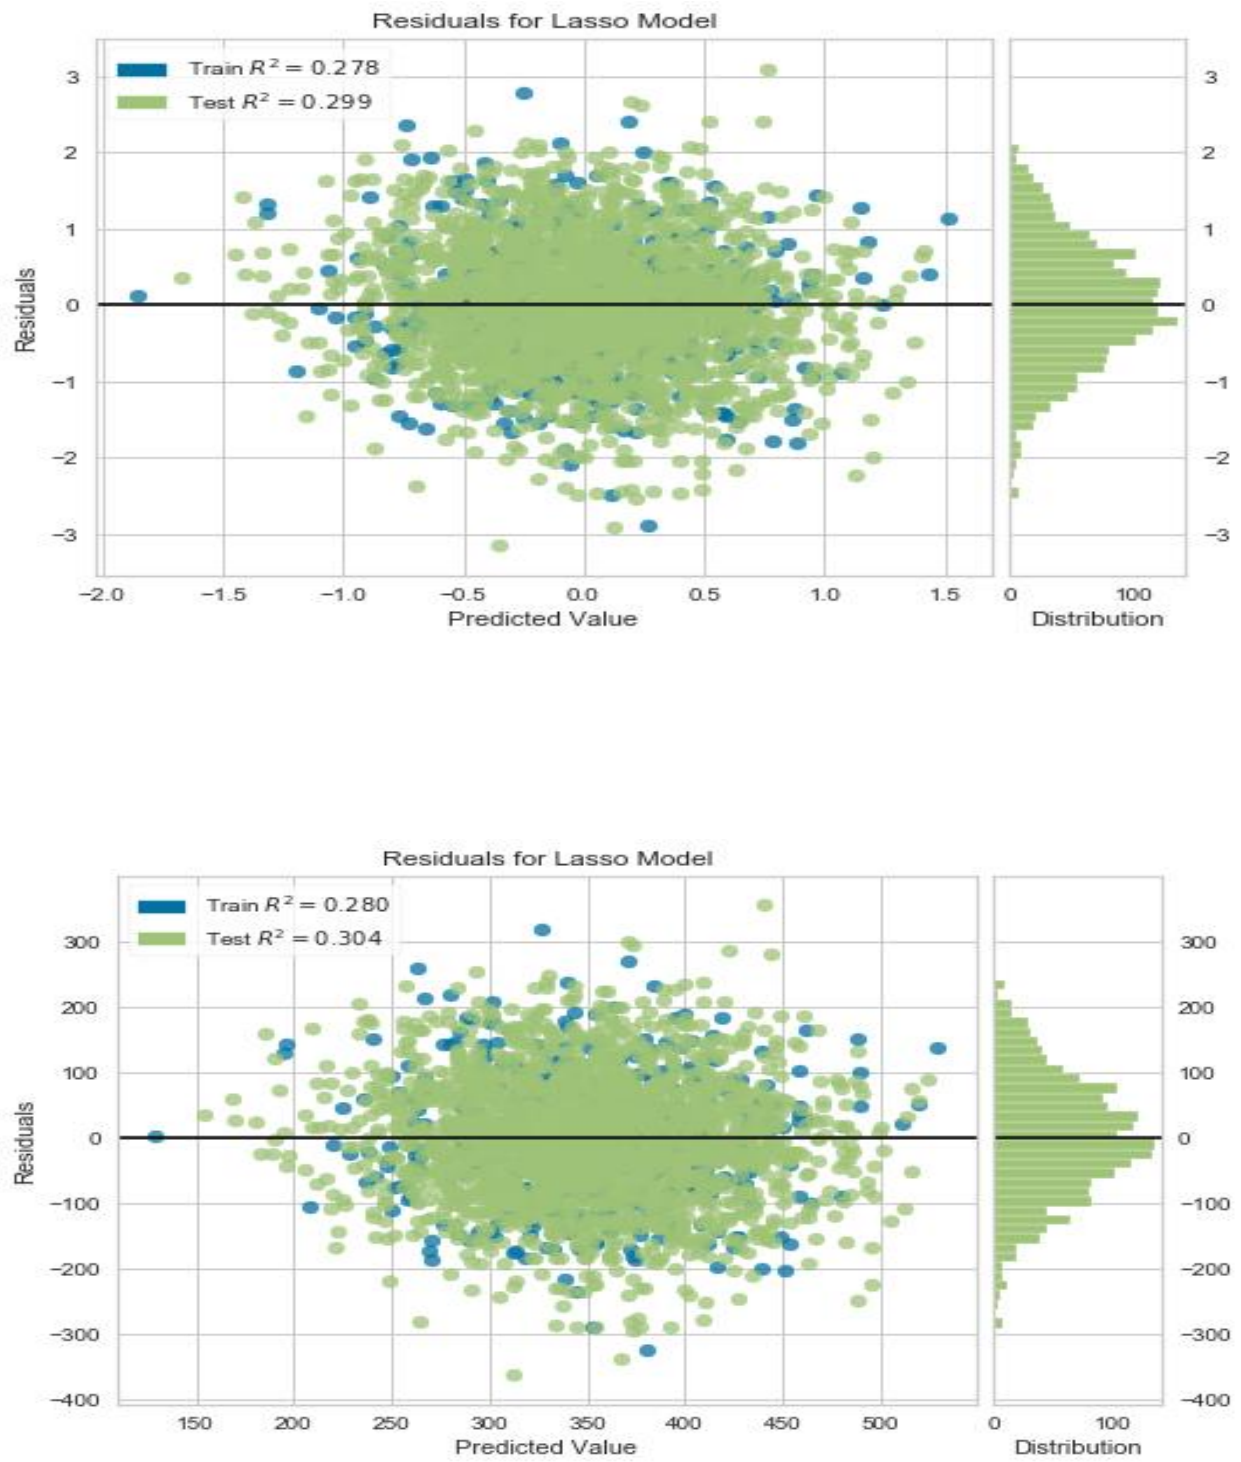 Residuals for Lasso Model
Train R² = 0.278
Test R² = 0.299
3
2
1
0
−1
−2
−3
Residuals
−2.0 −1.5 −1.0 −0.5 0.0 0.5 1.0 1.5
Predicted Value
3
2
1
0
−1
−2
−3
0 100
Distribution
Residuals for Lasso Model
Train R² = 0.280
Test R² = 0.304
300
200
100
0
−100
−200
−300
−400
Residuals
150 200 250 300 350 400 450 500
Predicted Value
300
200
100
0
−100
−200
−300
−400
0 100
Distribution